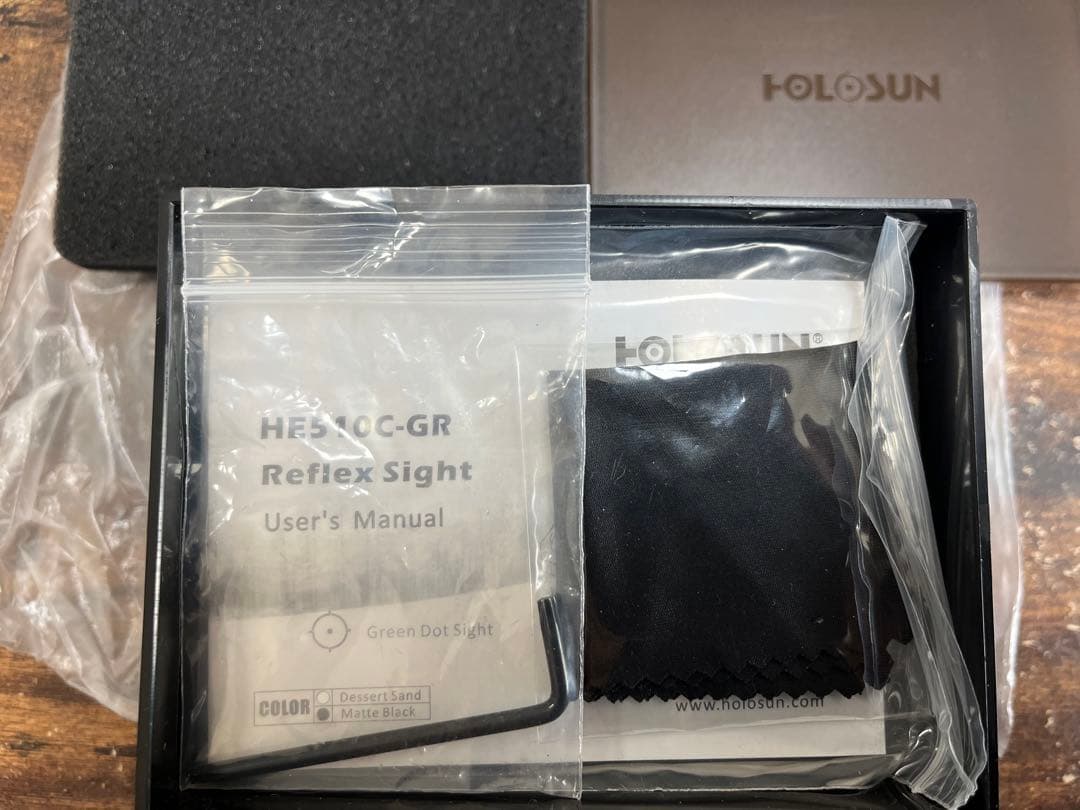 HOLOSUN
HOLOSUN®
HE510C-GR
Reflex Sight
User's Manual
Green Dot Sight
COLOR
Dessert Sand
Matte Black
www.holosun.com